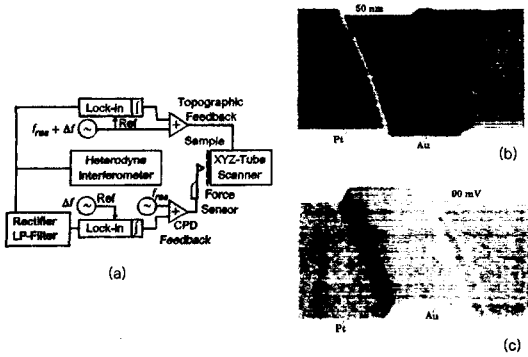 Lock-in
∫
Topographic
Feedback
f_res + Δf
~
Ref
+
Sample
Heterodyne
Interferometer
XYZ-Tube
Scanner
Δf
~
Ref
f_res
~
Force
Sensor
Rectifier
LP-Filter
Lock-in
∫
+
CPD
Feedback
(a)
50 nm
Pt
Au
(b)
90 mV
Pt
Au
(c)